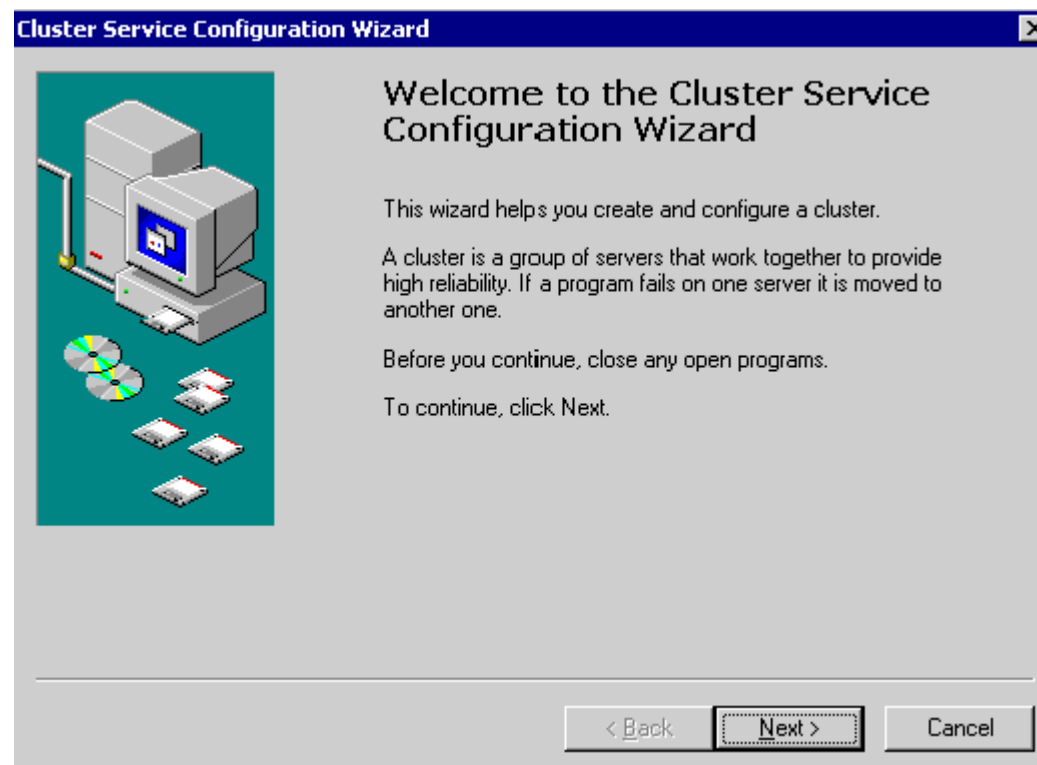 Cluster Service Configuration Wizard
Welcome to the Cluster Service
Configuration Wizard
This wizard helps you create and configure a cluster.
A cluster is a group of servers that work together to provide
high reliability. If a program fails on one server it is moved to
another one.
Before you continue, close any open programs.
To continue, click Next.
< Back Next > Cancel